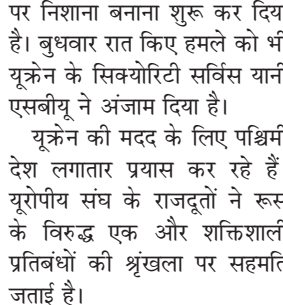 पर निशाना बनाना शुरू कर दिय
है। बुधवार रात किए हमले को भी
यूक्रेन के सिक्योरिटी सर्विस यानी
एसबीयू ने अंजाम दिया है।
यूक्रेन की मदद के लिए पश्चिमी
देश लगातार प्रयास कर रहे हैं
यूरोपीय संघ के राजदूतों ने रूस
के विरुद्ध एक और शक्तिशाली
प्रतिबंधों की श्रृंखला पर सहमति
जताई है।